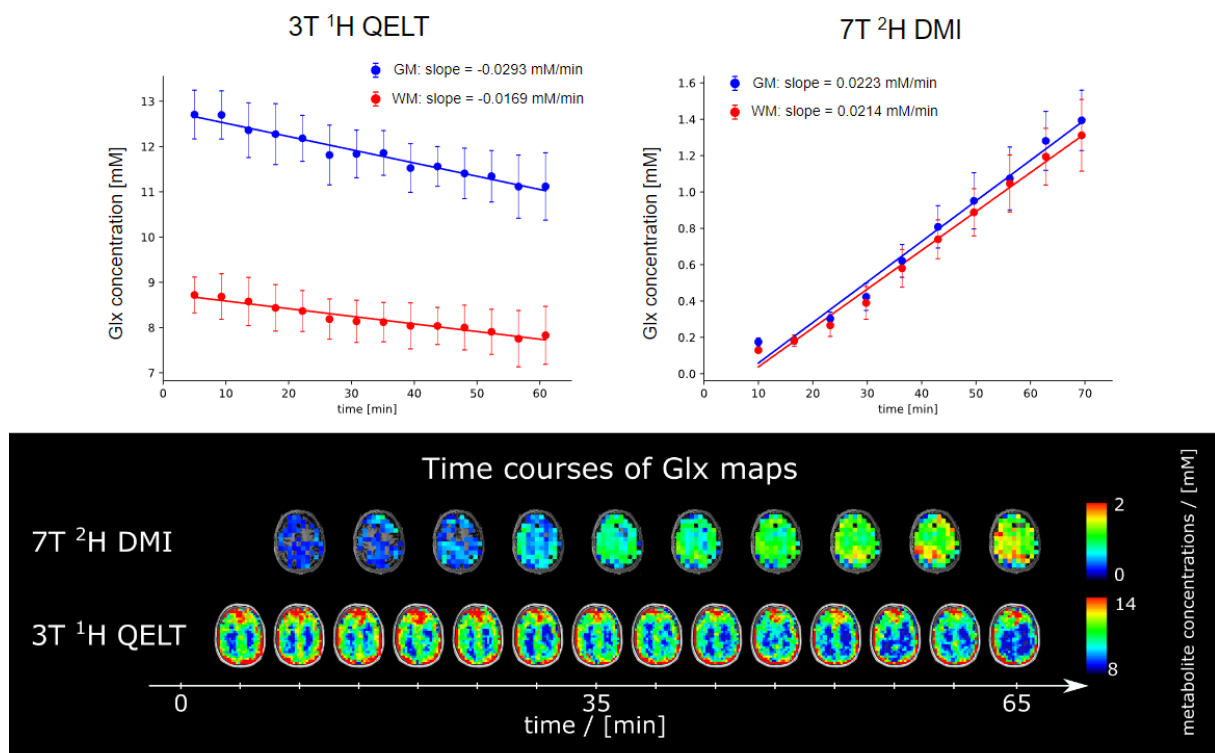 3T ¹H QELT
GM: slope = -0.0293 mM/min
WM: slope = -0.0169 mM/min
Glx concentration [mM]
13
12
11
10
9
8
7
0
10
20
30
40
50
60
time [min]
7T ²H DMI
GM: slope = 0.0223 mM/min
WM: slope = 0.0214 mM/min
Glx concentration [mM]
1.6
1.4
1.2
1.0
0.8
0.6
0.4
0.2
0.0
0
10
20
30
40
50
60
70
time [min]
Time courses of Glx maps
7T ²H DMI
2
0
3T ¹H QELT
14
8
metabolite concentrations / [mM]
0
35
65
time / [min]